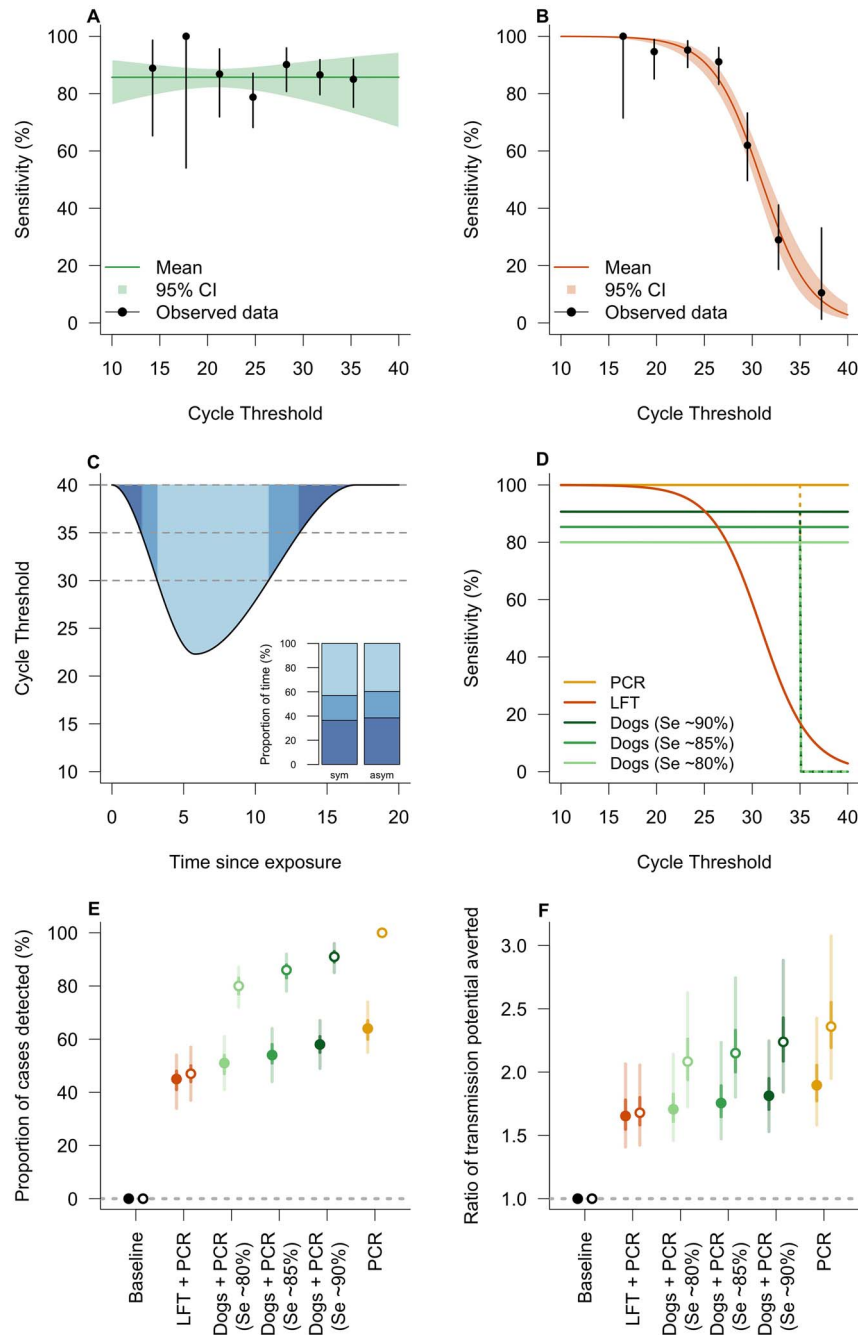 A
100
80
60
40
20
0
Sensitivity (%)
Mean
95% CI
Observed data
10 15 20 25 30 35 40
Cycle Threshold
B
100
80
60
40
20
0
Sensitivity (%)
Mean
95% CI
Observed data
10 15 20 25 30 35 40
Cycle Threshold
C
40
35
30
25
20
15
10
Cycle Threshold
100
80
60
40
20
0
Proportion of time (%)
sym asym
0 5 10 15 20
Time since exposure
D
100
80
60
40
20
0
Sensitivity (%)
PCR
LFT
Dogs (Se ~90%)
Dogs (Se ~85%)
Dogs (Se ~80%)
10 15 20 25 30 35 40
Cycle Threshold
E
100
80
60
40
20
0
Proportion of cases detected (%)
Baseline
LFT + PCR
Dogs + PCR
(Se ~80%)
Dogs + PCR
(Se ~85%)
Dogs + PCR
(Se ~90%)
PCR
F
3.0
2.5
2.0
1.5
1.0
Ratio of transmission potential averted
Baseline
LFT + PCR
Dogs + PCR
(Se ~80%)
Dogs + PCR
(Se ~85%)
Dogs + PCR
(Se ~90%)
PCR